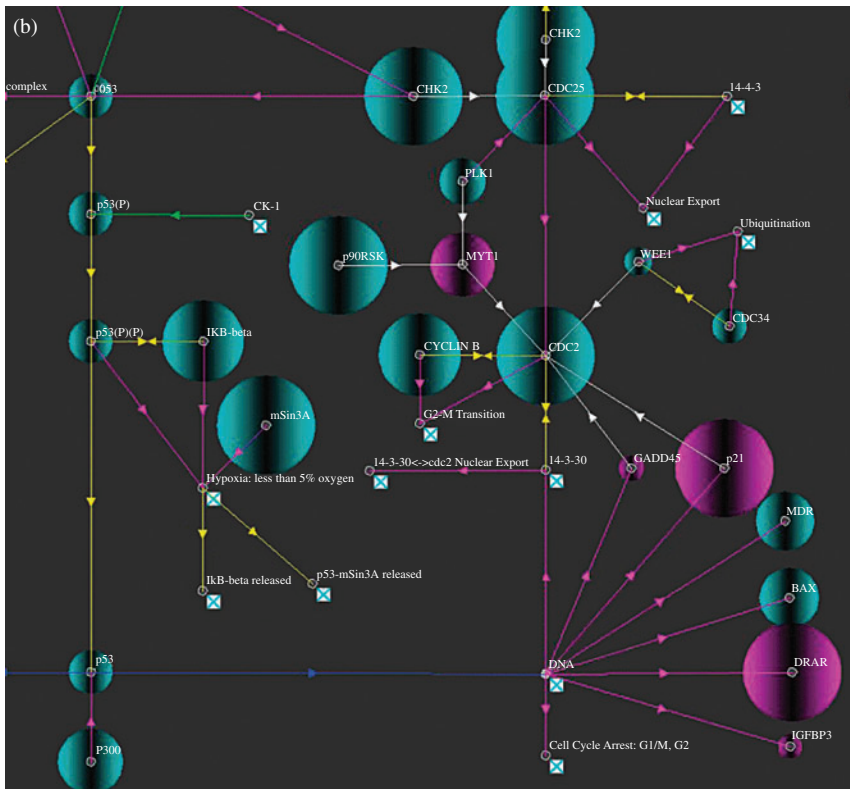 (b)
CHK2
complex
c053
CHK2
CDC25
14-4-3
PLK1
Nuclear Export
p53(P)
CK-1
Ubiquitination
p90RSK
MYT1
WEE1
CDC34
p53(P)(P)
IKB-beta
CYCLIN B
CDC2
G2-M Transition
mSin3A
14-3-30<->cdc2 Nuclear Export
14-3-30
GADD45
p21
Hypoxia: less than 5% oxygen
MDR
IkB-beta released
p53-mSin3A released
BAX
p53
DNA
DRAR
P300
Cell Cycle Arrest: G1/M, G2
IGFBP3